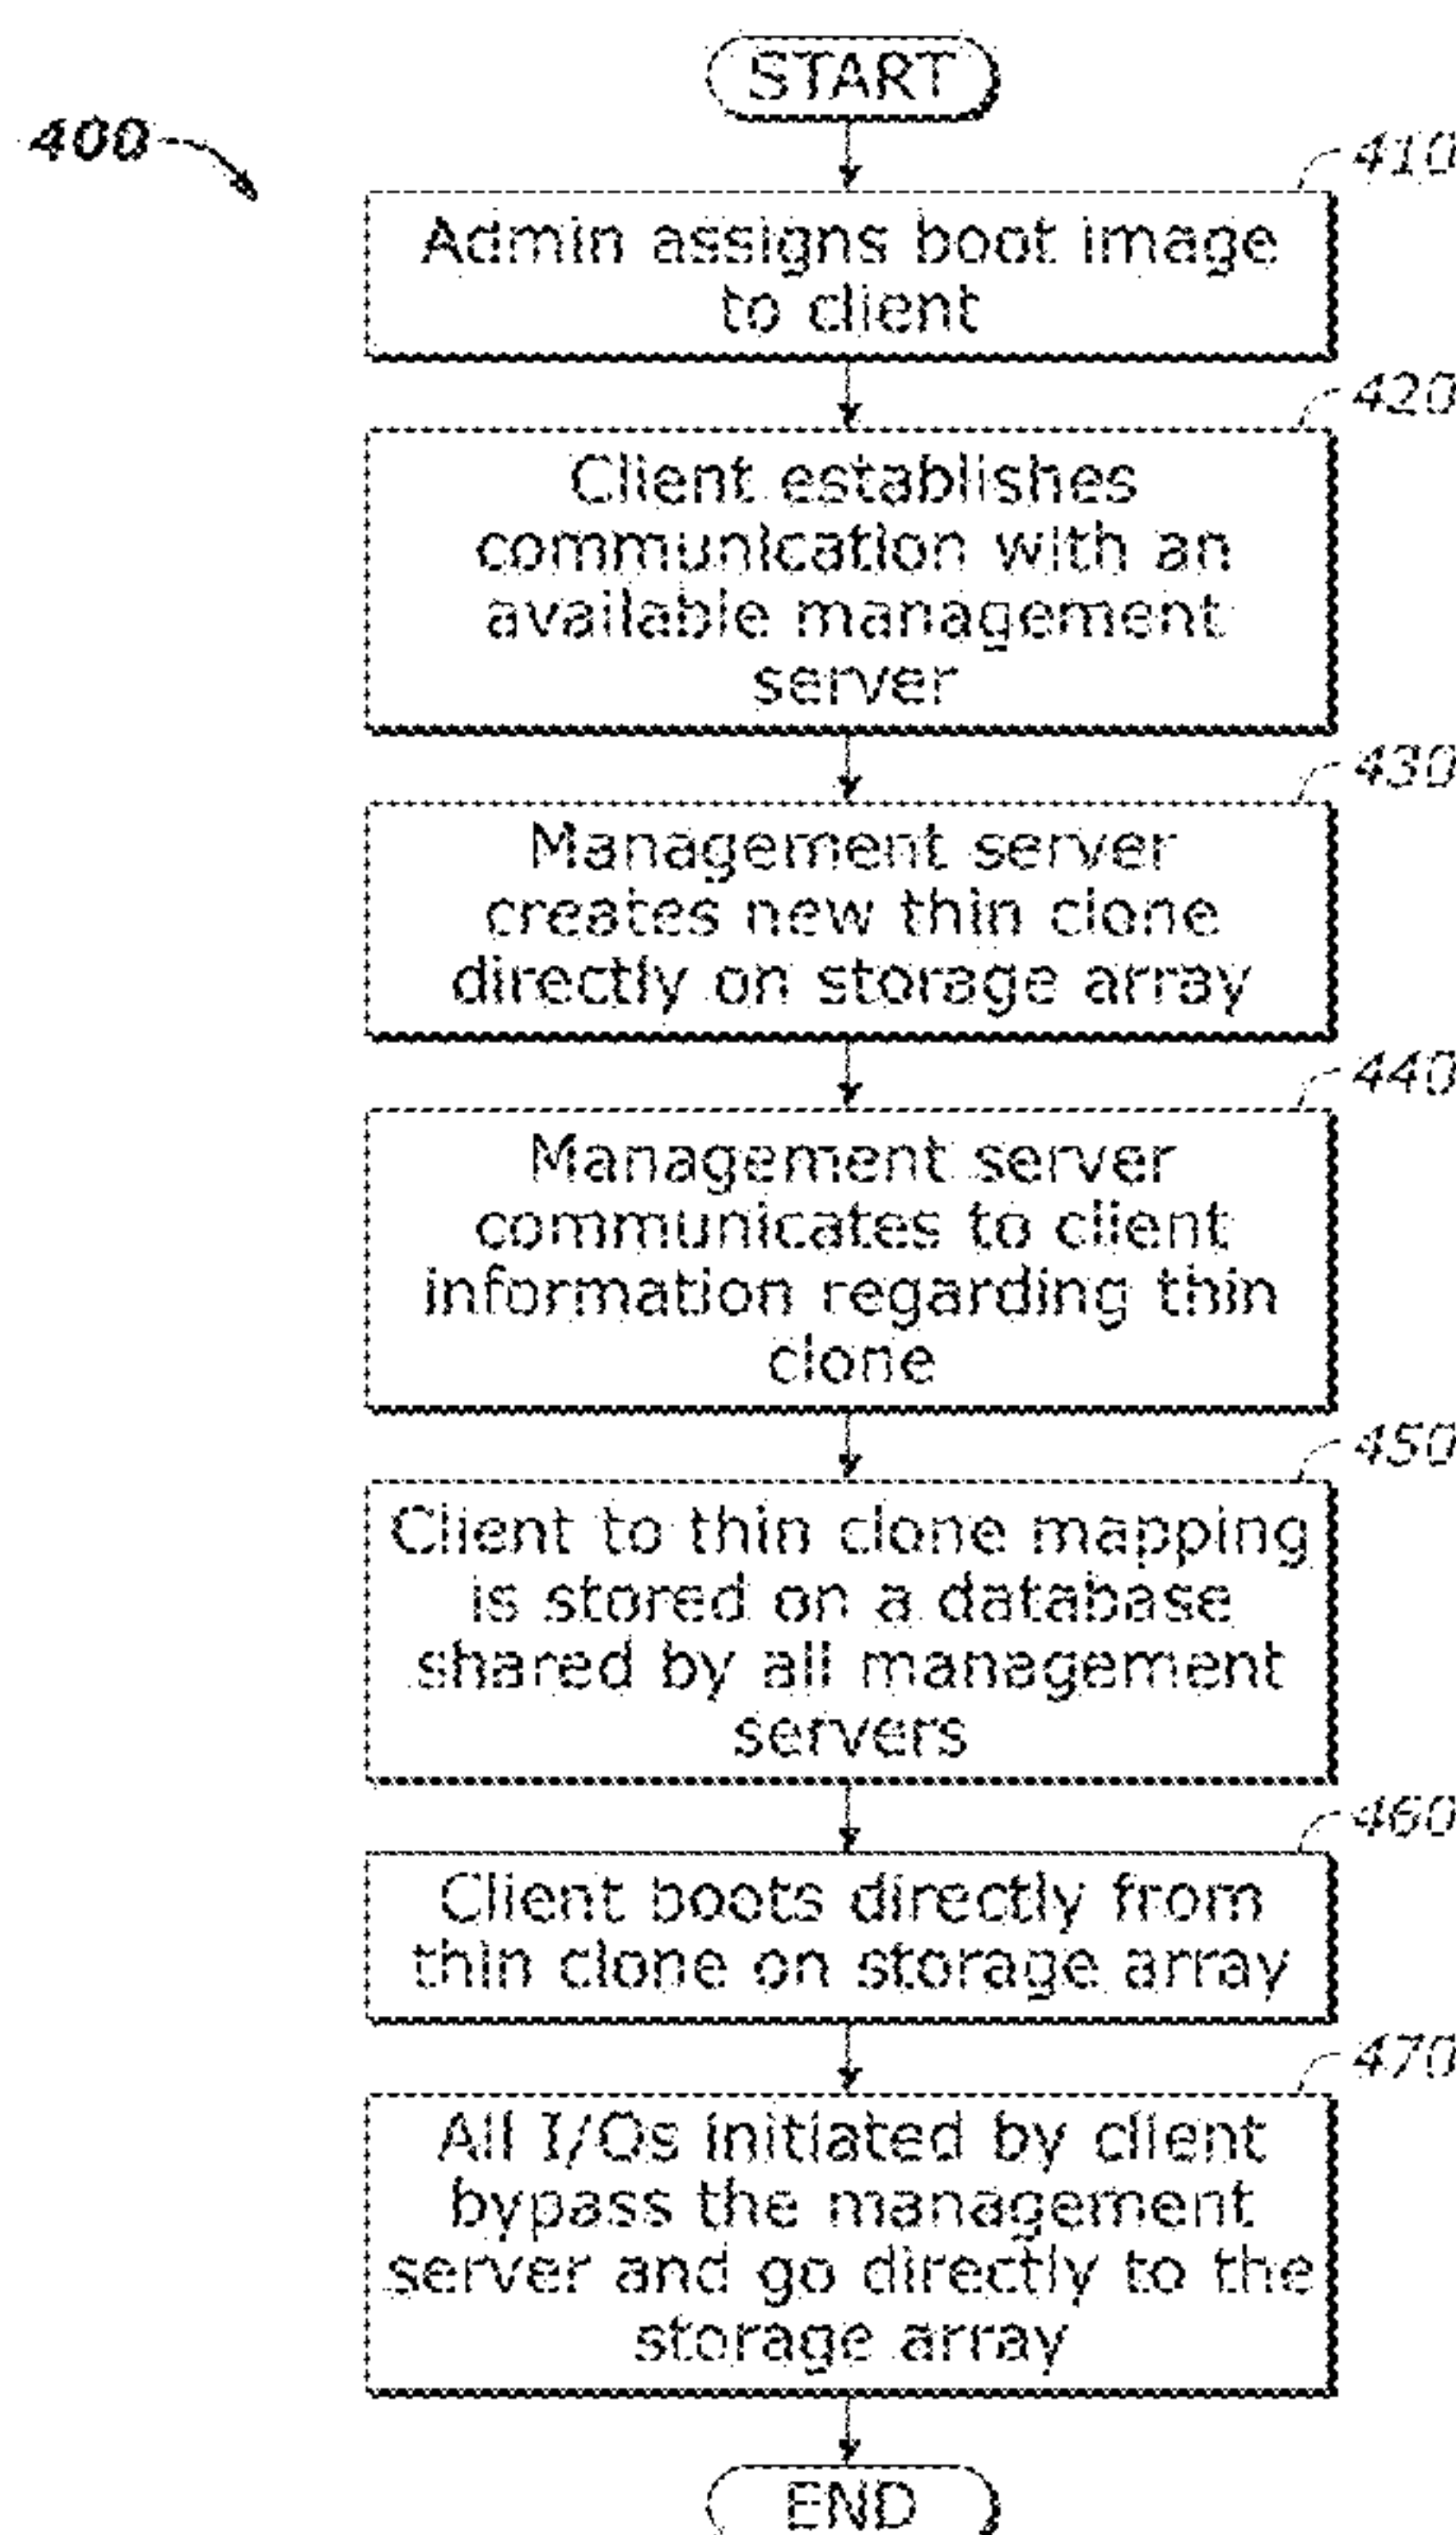 START
400
410
Admin assigns boot image
to client
420
Client establishes
communication with an
available management
server
430
Management server
creates new thin clone
directly on storage array
440
Management server
communicates to client
information regarding thin
clone
450
Client to thin clone mapping
is stored on a database
shared by all management
servers
460
Client boots directly from
thin clone on storage array
470
All I/Os initiated by client
bypass the management
server and go directly to the
storage array
END